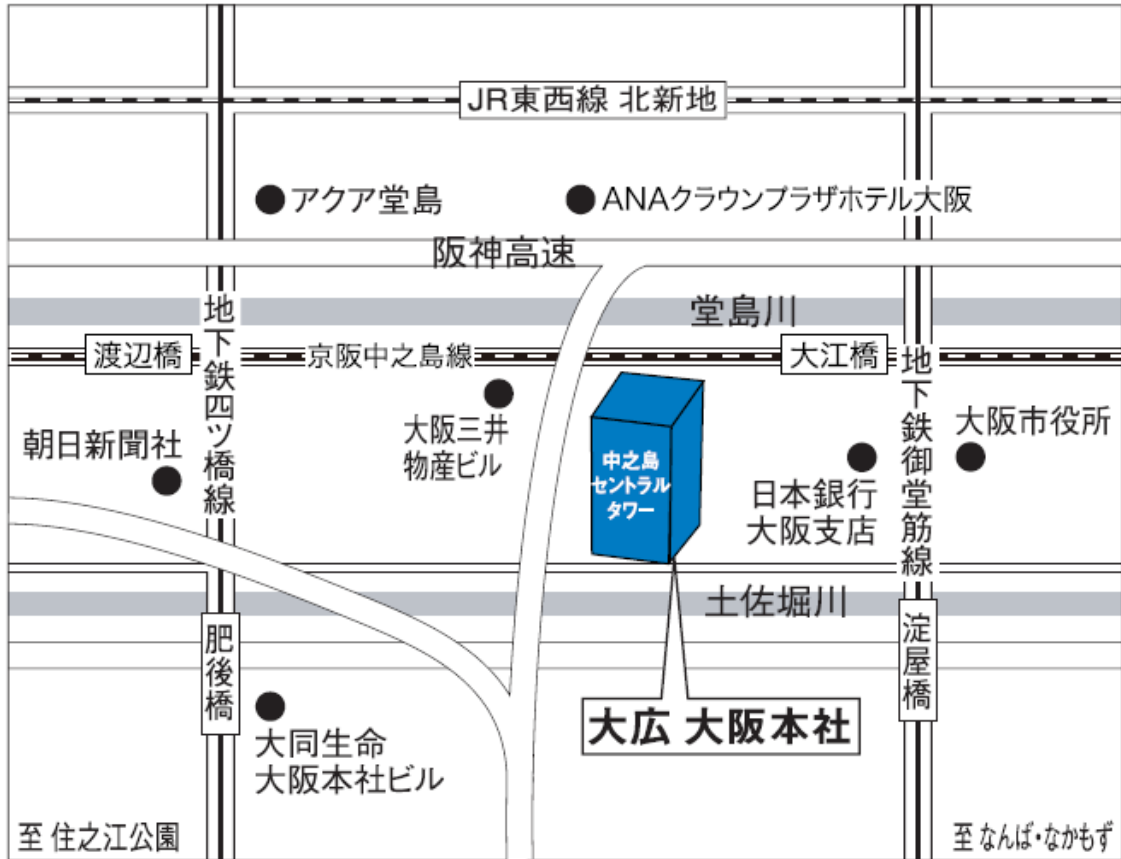 JR東西線 北新地
アクア堂島
ANAクラウンプラザホテル大阪
阪神高速
堂島川
地下鉄四ツ橋線
渡辺橋
京阪中之島線
大江橋
地下鉄御堂筋線
大阪三井
物産ビル
朝日新聞社
中之島
セントラル
タワー
日本銀行
大阪支店
大阪市役所
土佐堀川
肥後橋
淀屋橋
大広 大阪本社
大同生命
大阪本社ビル
至 住之江公園
至 なんば・なかもず